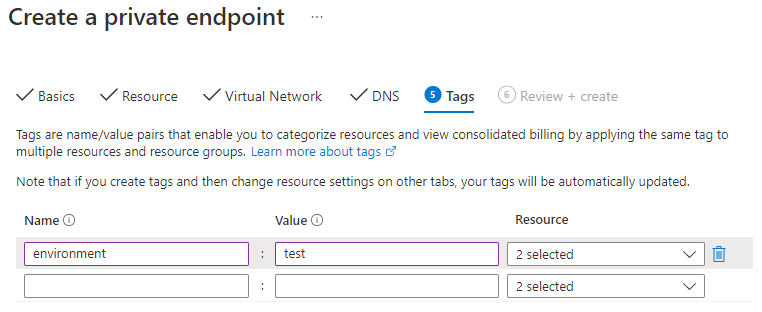 Create a private endpoint ...
Basics Resource Virtual Network DNS 5 Tags 6 Review + create
Tags are name/value pairs that enable you to categorize resources and view consolidated billing by applying the same tag to
multiple resources and resource groups. Learn more about tags
Note that if you create tags and then change resource settings on other tabs, your tags will be automatically updated.
Name Value Resource
environment : test 2 selected
: 2 selected